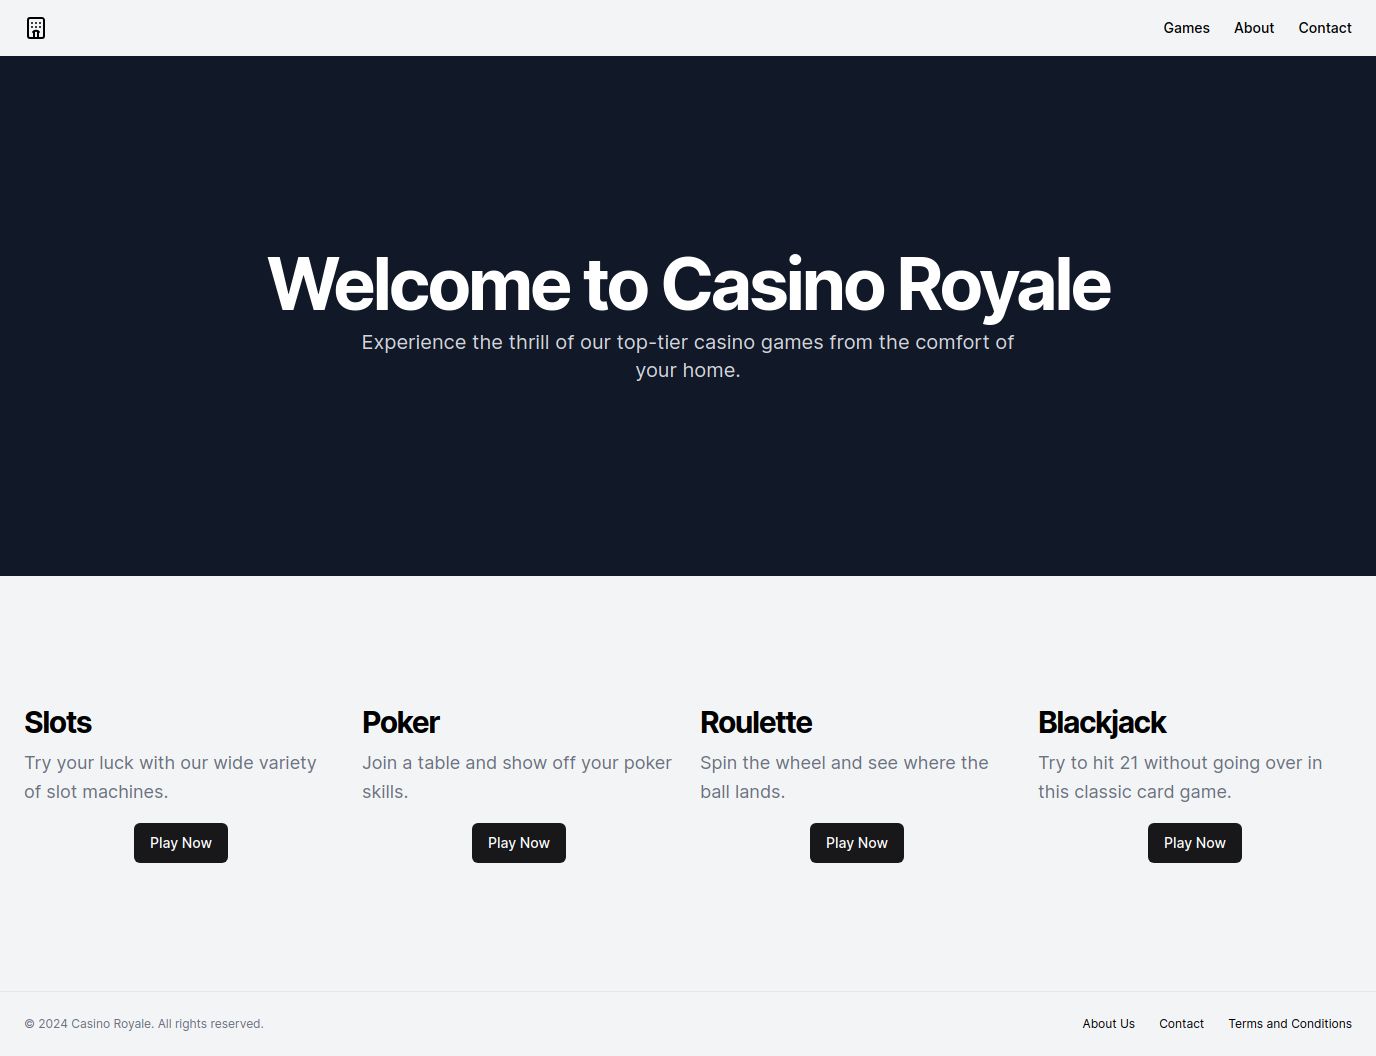 Games About Contact
Welcome to Casino Royale
Experience the thrill of our top-tier casino games from the comfort of
your home.
Slots
Try your luck with our wide variety
of slot machines.
Play Now
Poker
Join a table and show off your poker
skills.
Play Now
Roulette
Spin the wheel and see where the
ball lands.
Play Now
Blackjack
Try to hit 21 without going over in
this classic card game.
Play Now
© 2024 Casino Royale. All rights reserved.
About Us Contact Terms and Conditions